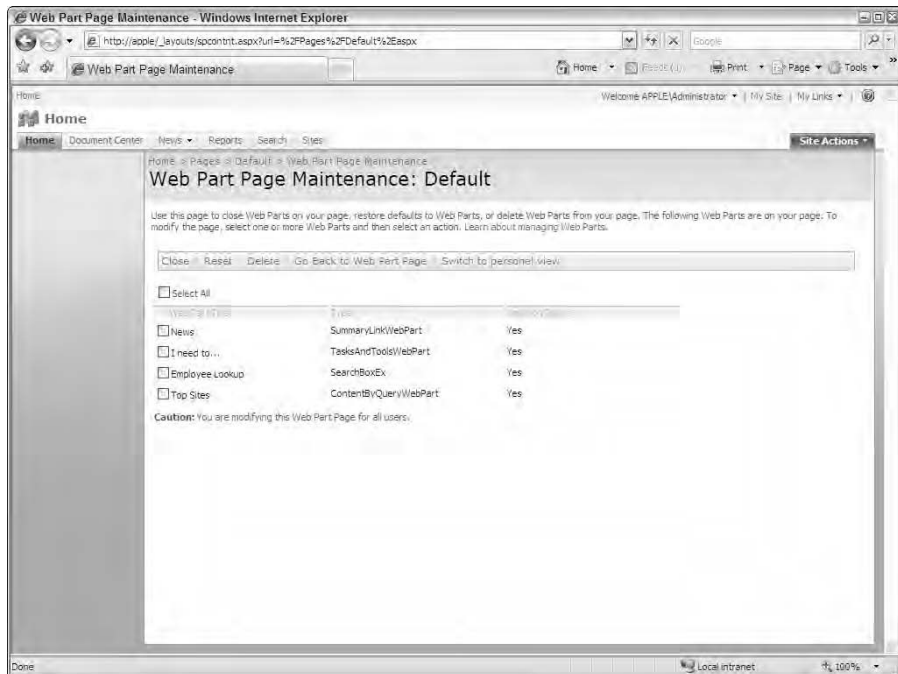 Web Part Page Maintenance - Windows Internet Explorer
http://apple/_layouts/spcontnt.aspx?url=%2FPages%2FDefault%2Easpx
Google
Web Part Page Maintenance
Home
Print
Page
Tools
Home
Welcome APPLE\Administrator | My Site | My Links
Home
Home Document Center News Reports Search Sites
Site Actions
Home > Pages > Default > Web Part Page Maintenance
Web Part Page Maintenance: Default
Use this page to close Web Parts on your page, restore defaults to Web Parts, or delete Web Parts from your page. The following Web Parts are on your page. To
modify the page, select one or more Web Parts and then select an action. Learn about managing Web Parts.
Close Reset Delete Go Back to Web Part Page Switch to personal view
Select All
Type
News SummaryLinkWebPart Yes
I need to... TasksAndToolsWebPart Yes
Employee Lookup SearchBoxEx Yes
Top Sites ContentByQueryWebPart Yes
Caution: You are modifying this Web Part Page for all users.
Done
Local intranet
100%